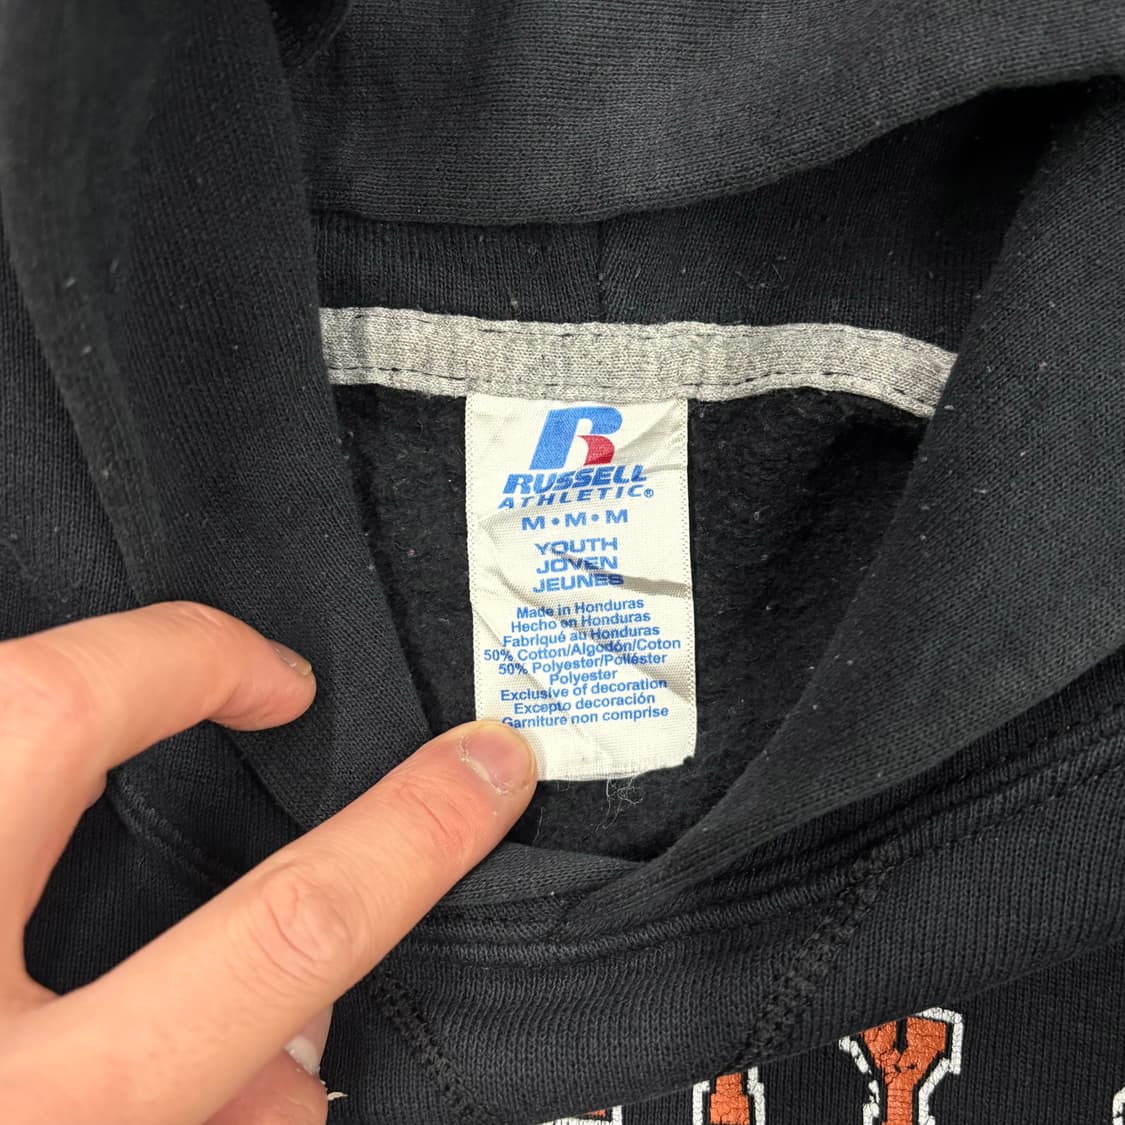 R
RUSSELL
ATHLETIC®
M • M • M
YOUTH
JOVEN
JEUNES
Made in Honduras
Hecho en Honduras
Fabriqué au Honduras
50% Cotton/Algodón/Coton
50% Polyester/Poliéster
Polyester
Exclusive of decoration
Excepto decoración
Garniture non comprise